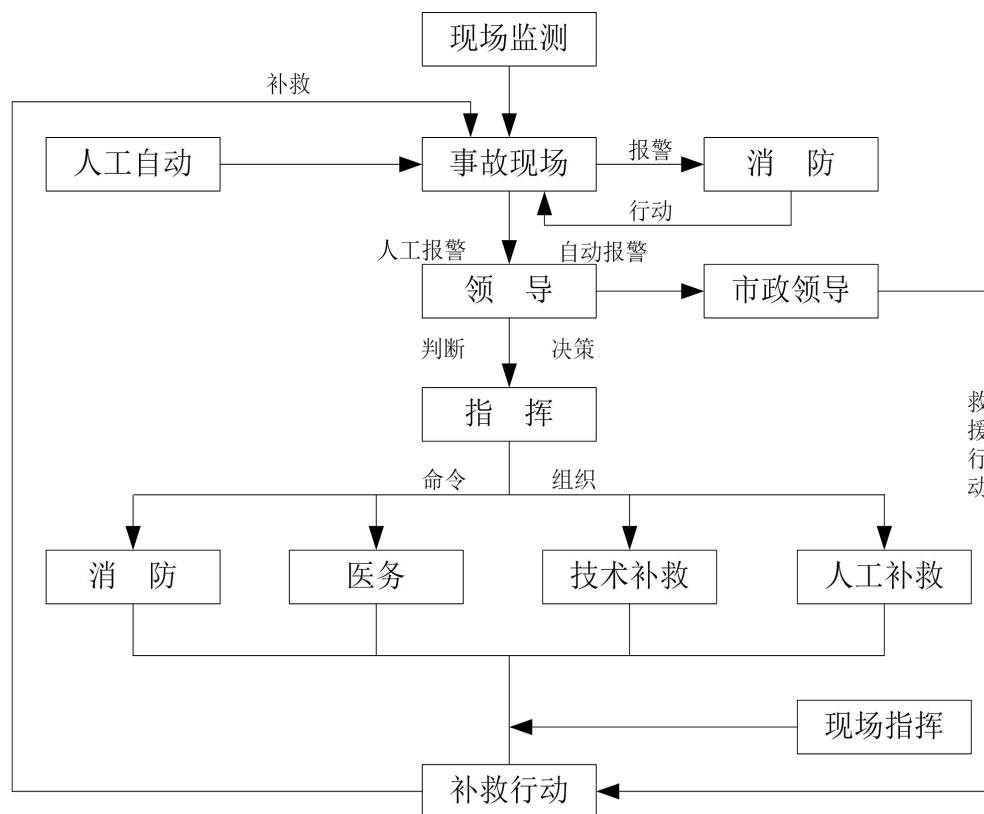 现场监测
补救
人工自动
事故现场
报警
消 防
行动
人工报警
自动报警
领 导
市政领导
判断
决策
指 挥
救
援
行
动
命令
组织
消 防
医务
技术补救
人工补救
现场指挥
补救行动